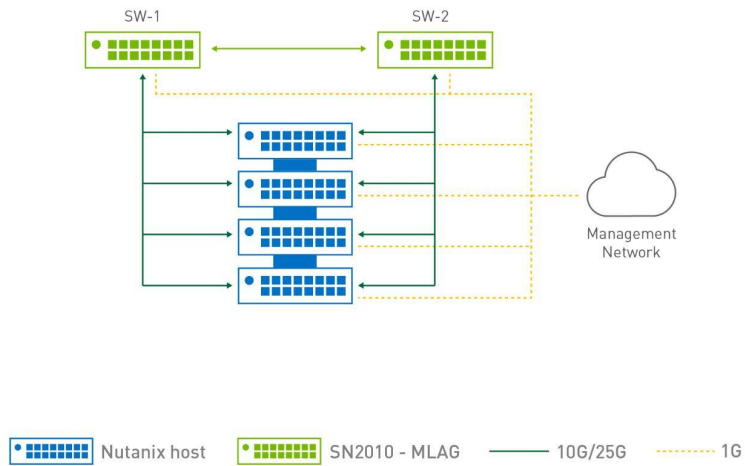 SW-1
SW-2
Management
Network
Nutanix host
SN2010 - MLAG
10G/25G
1G